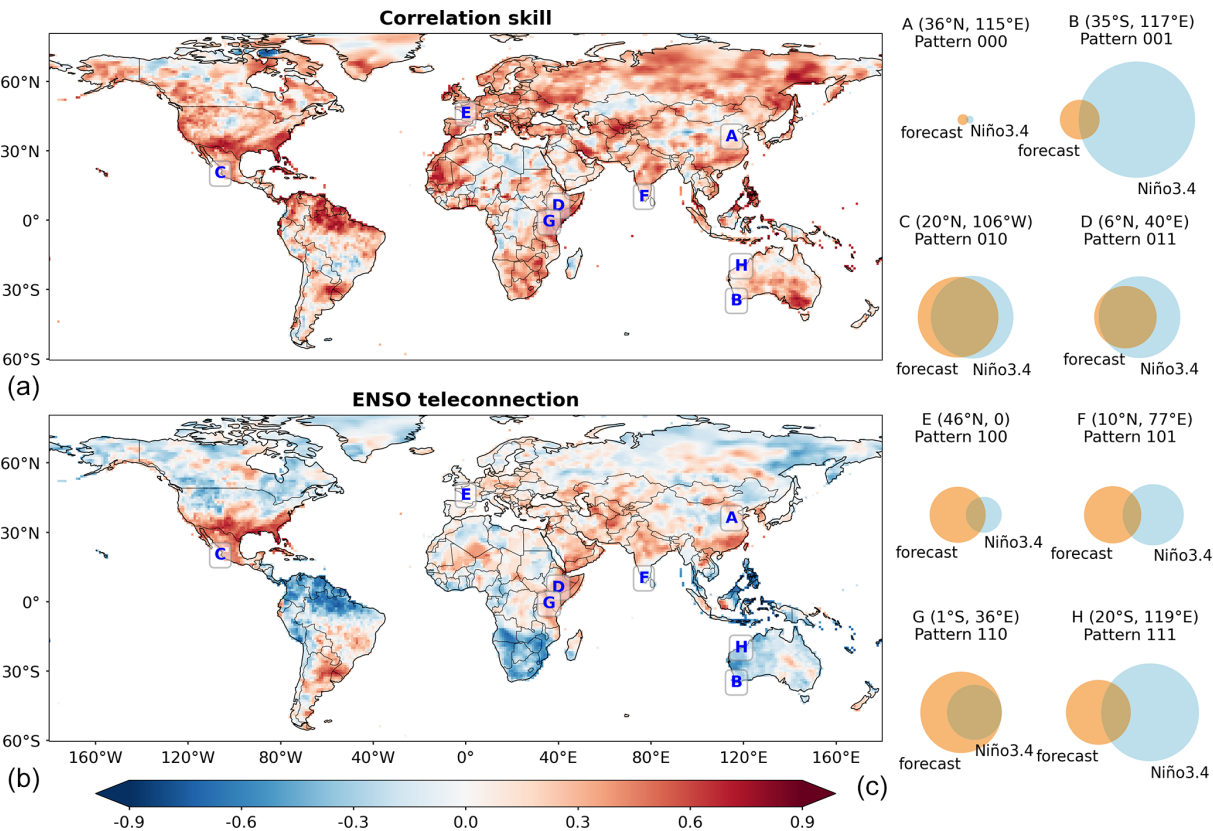 Correlation skill
60°N
30°N
0°
30°S
60°S
A
B
C
D
E
F
G
H
(a)
ENSO teleconnection
60°N
30°N
0°
30°S
60°S
A
B
C
D
E
F
G
H
160°W 120°W 80°W 40°W 0° 40°E 80°E 120°E 160°E
(b)
-0.9 -0.6 -0.3 0.0 0.3 0.6 0.9
A (36°N, 115°E)
Pattern 000
forecast
Niño3.4
B (35°S, 117°E)
Pattern 001
forecast
Niño3.4
C (20°N, 106°W)
Pattern 010
forecast
Niño3.4
D (6°N, 40°E)
Pattern 011
forecast
Niño3.4
E (46°N, 0)
Pattern 100
forecast
Niño3.4
F (10°N, 77°E)
Pattern 101
forecast
Niño3.4
G (1°S, 36°E)
Pattern 110
forecast
Niño3.4
H (20°S, 119°E)
Pattern 111
forecast
Niño3.4
(c)